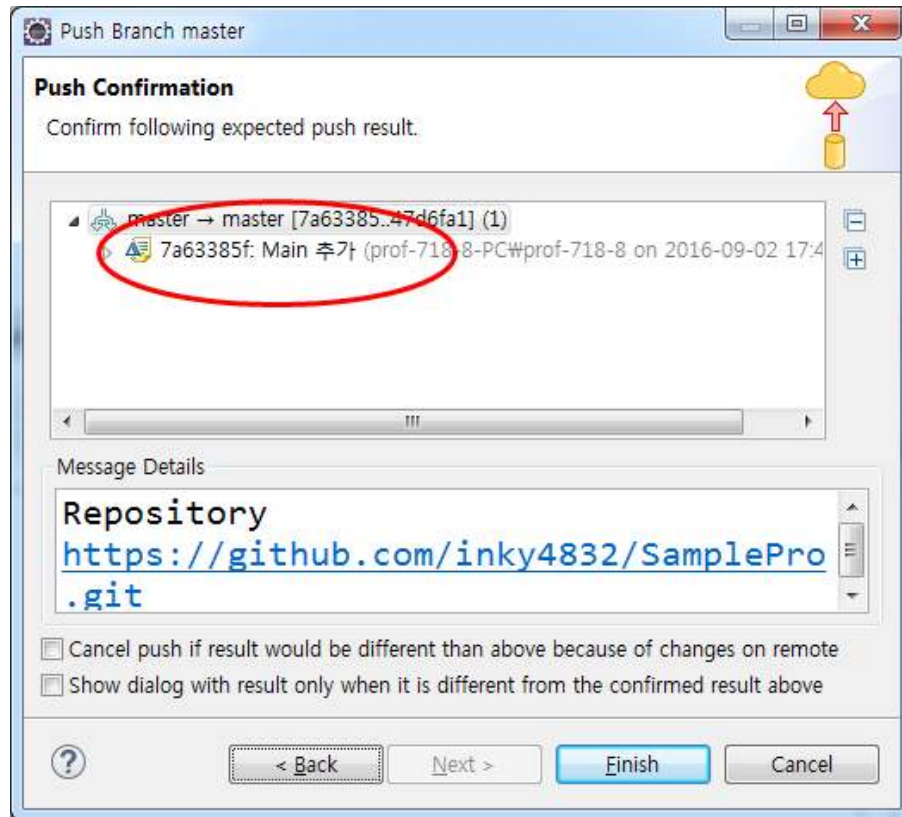 Push Branch master
Push Confirmation
Confirm following expected push result.
master → master [7a63385..47d6fa1] (1)
7a63385f: Main 추가 (prof-718-8-PC₩prof-718-8 on 2016-09-02 17:4
Message Details
Repository
https://github.com/inky4832/SamplePro
.git
Cancel push if result would be different than above because of changes on remote
Show dialog with result only when it is different from the confirmed result above
< Back
Next >
Finish
Cancel